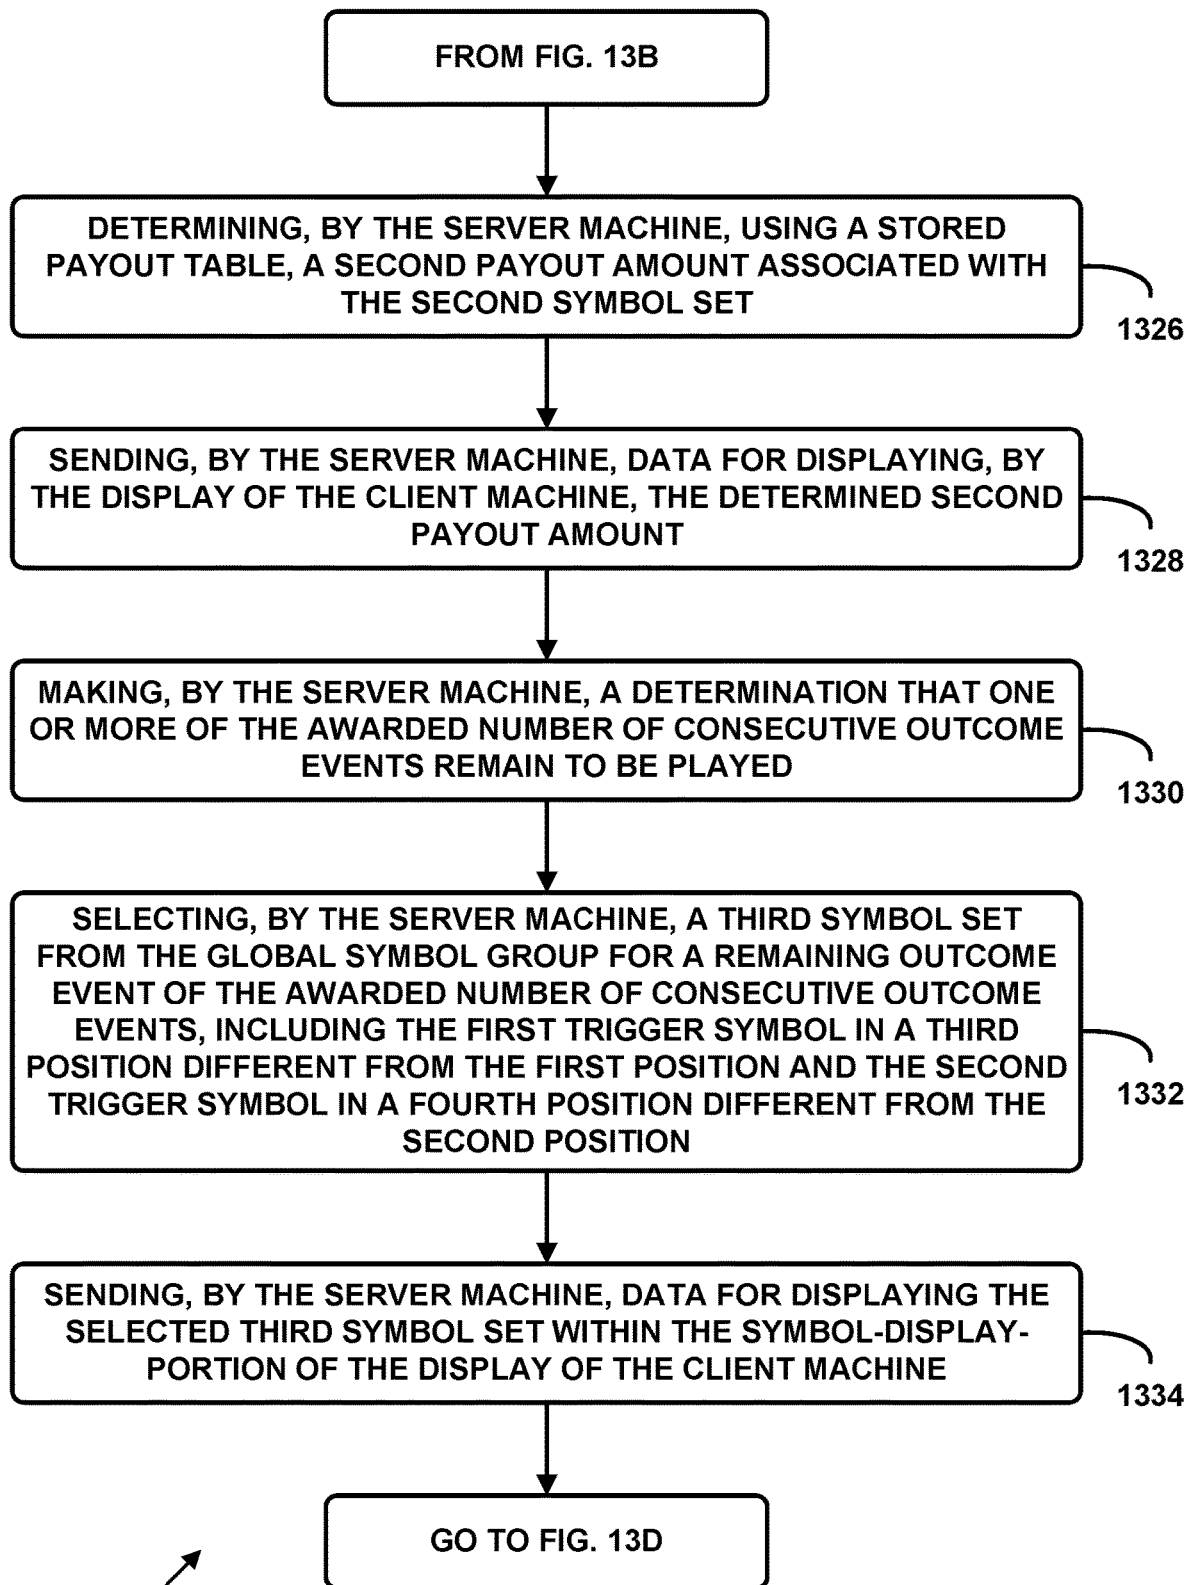 FROM FIG. 13B
DETERMINING, BY THE SERVER MACHINE, USING A STORED
PAYOUT TABLE, A SECOND PAYOUT AMOUNT ASSOCIATED WITH
THE SECOND SYMBOL SET
1326
SENDING, BY THE SERVER MACHINE, DATA FOR DISPLAYING, BY
THE DISPLAY OF THE CLIENT MACHINE, THE DETERMINED SECOND
PAYOUT AMOUNT
1328
MAKING, BY THE SERVER MACHINE, A DETERMINATION THAT ONE
OR MORE OF THE AWARDED NUMBER OF CONSECUTIVE OUTCOME
EVENTS REMAIN TO BE PLAYED
1330
SELECTING, BY THE SERVER MACHINE, A THIRD SYMBOL SET
FROM THE GLOBAL SYMBOL GROUP FOR A REMAINING OUTCOME
EVENT OF THE AWARDED NUMBER OF CONSECUTIVE OUTCOME
EVENTS, INCLUDING THE FIRST TRIGGER SYMBOL IN A THIRD
POSITION DIFFERENT FROM THE FIRST POSITION AND THE SECOND
TRIGGER SYMBOL IN A FOURTH POSITION DIFFERENT FROM THE
SECOND POSITION
1332
SENDING, BY THE SERVER MACHINE, DATA FOR DISPLAYING THE
SELECTED THIRD SYMBOL SET WITHIN THE SYMBOL-DISPLAY-
PORTION OF THE DISPLAY OF THE CLIENT MACHINE
1334
GO TO FIG. 13D